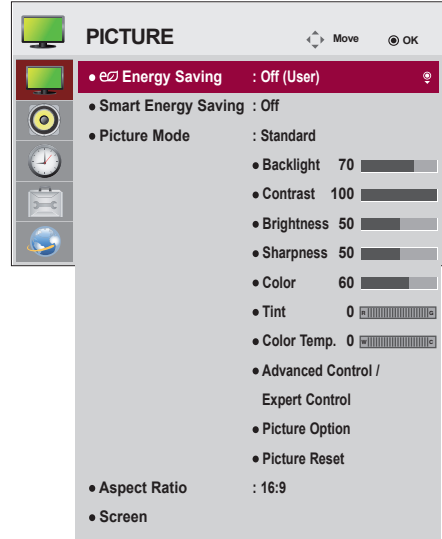 PICTURE Move OK
• Energy Saving : Off (User)
• Smart Energy Saving : Off
• Picture Mode : Standard
• Backlight 70
• Contrast 100
• Brightness 50
• Sharpness 50
• Color 60
• Tint 0 R G
• Color Temp. 0 W C
• Advanced Control /
Expert Control
• Picture Option
• Picture Reset
• Aspect Ratio : 16:9
• Screen